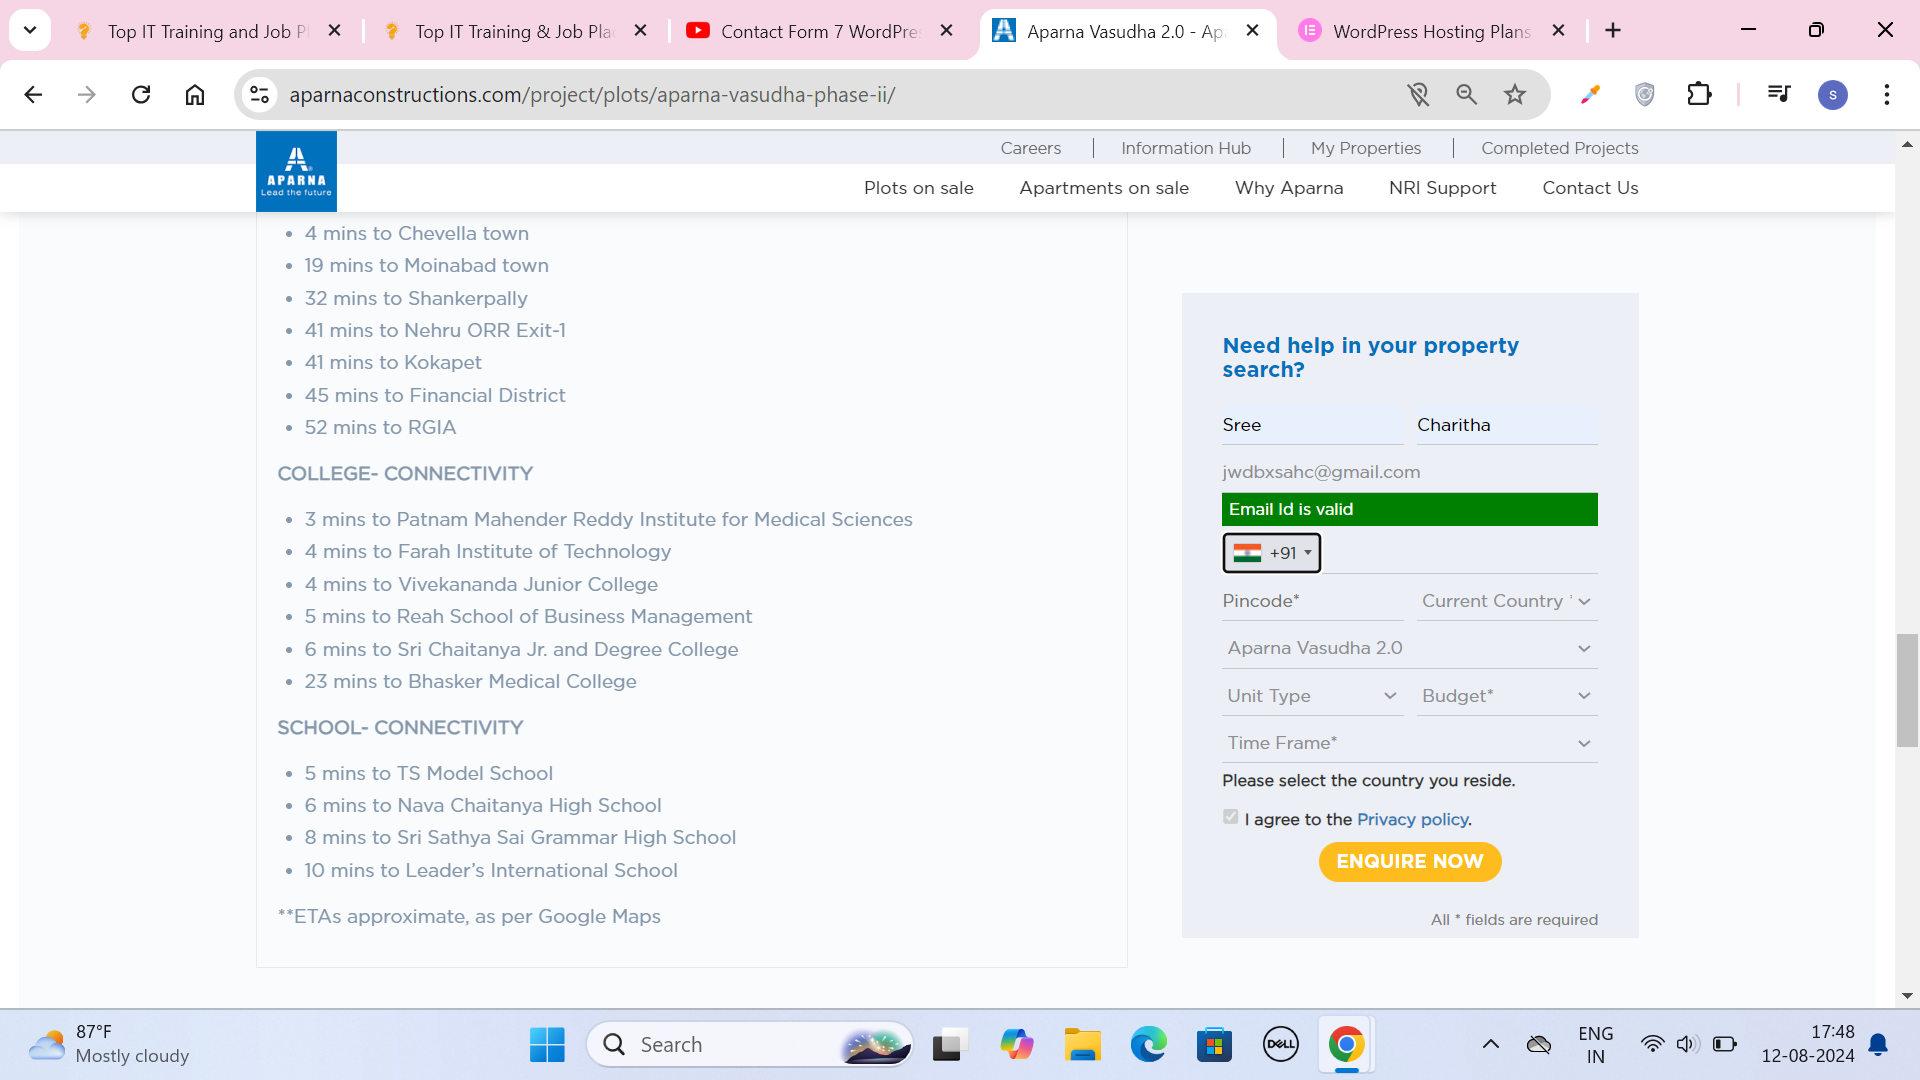 Top IT Training and Job Pl
Top IT Training & Job Plac
Contact Form 7 WordPres
Aparna Vasudha 2.0 - Apa
WordPress Hosting Plans
aparnaconstructions.com/project/plots/aparna-vasudha-phase-ii/
S
Careers
Information Hub
My Properties
Completed Projects
APARNA
Lead the future
Plots on sale
Apartments on sale
Why Aparna
NRI Support
Contact Us
• 4 mins to Chevella town
• 19 mins to Moinabad town
• 32 mins to Shankerpally
• 41 mins to Nehru ORR Exit-1
• 41 mins to Kokapet
• 45 mins to Financial District
• 52 mins to RGIA
COLLEGE- CONNECTIVITY
• 3 mins to Patnam Mahender Reddy Institute for Medical Sciences
• 4 mins to Farah Institute of Technology
• 4 mins to Vivekananda Junior College
• 5 mins to Reah School of Business Management
• 6 mins to Sri Chaitanya Jr. and Degree College
• 23 mins to Bhasker Medical College
SCHOOL- CONNECTIVITY
• 5 mins to TS Model School
• 6 mins to Nava Chaitanya High School
• 8 mins to Sri Sathya Sai Grammar High School
• 10 mins to Leader’s International School
**ETAs approximate, as per Google Maps
Need help in your property
search?
Sree
Charitha
jwdbxsahc@gmail.com
Email Id is valid
+91
Pincode*
Current Country *
Aparna Vasudha 2.0
Unit Type
Budget*
Time Frame*
Please select the country you reside.
I agree to the Privacy policy.
ENQUIRE NOW
All * fields are required
87°F
Mostly cloudy
Search
DELL
ENG
IN
17:48
12-08-2024